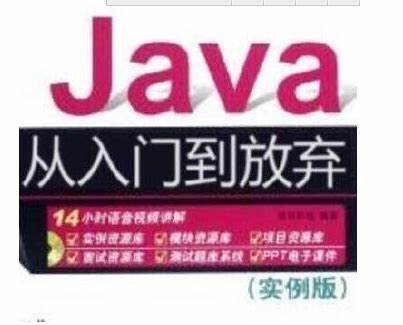 Java
从入门到放弃
14小时语音视频讲解
实例资源库 模块资源库 项目资源库
面试资源库 测试题库系统 PPT电子课件
(实例版)